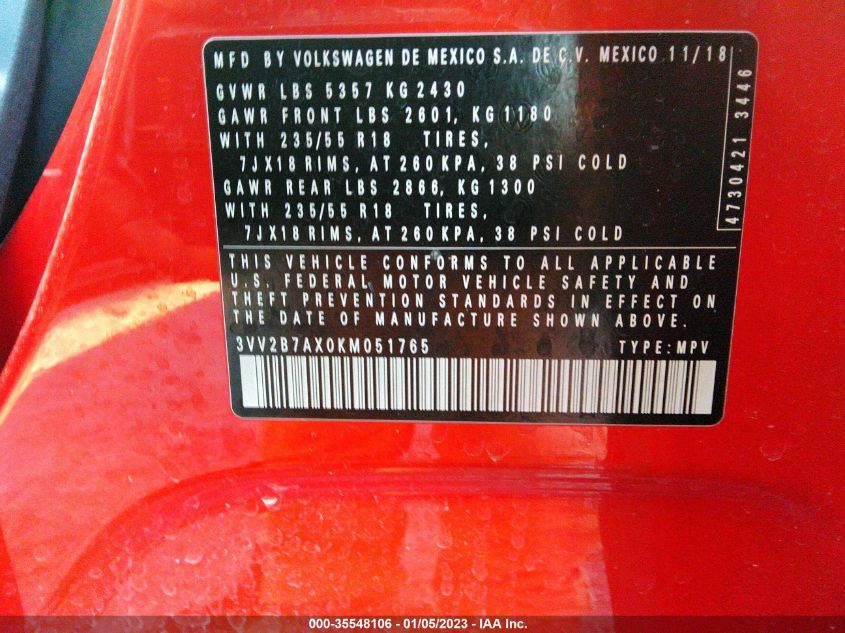 MFD BY VOLKSWAGEN DE MEXICO S.A. DE C.V. MEXICO 11/18
GVWR LBS 5357 KG 2430
GAWR FRONT LBS 2601, KG 1180
WITH 235/55 R18 TIRES,
7JX18 RIMS, AT 260 KPA, 38 PSI COLD
GAWR REAR LBS 2866, KG 1300
WITH 235/55 R18 TIRES,
7JX18 RIMS, AT 260 KPA, 38 PSI COLD
4730421 3446
THIS VEHICLE CONFORMS TO ALL APPLICABLE
U.S. FEDERAL MOTOR VEHICLE SAFETY AND
THEFT PREVENTION STANDARDS IN EFFECT ON
THE DATE OF MANUFACTURE SHOWN ABOVE.
3VV2B7AX0KM051765 TYPE: MPV
000-35548106 - 01/05/2023 - IAA Inc.